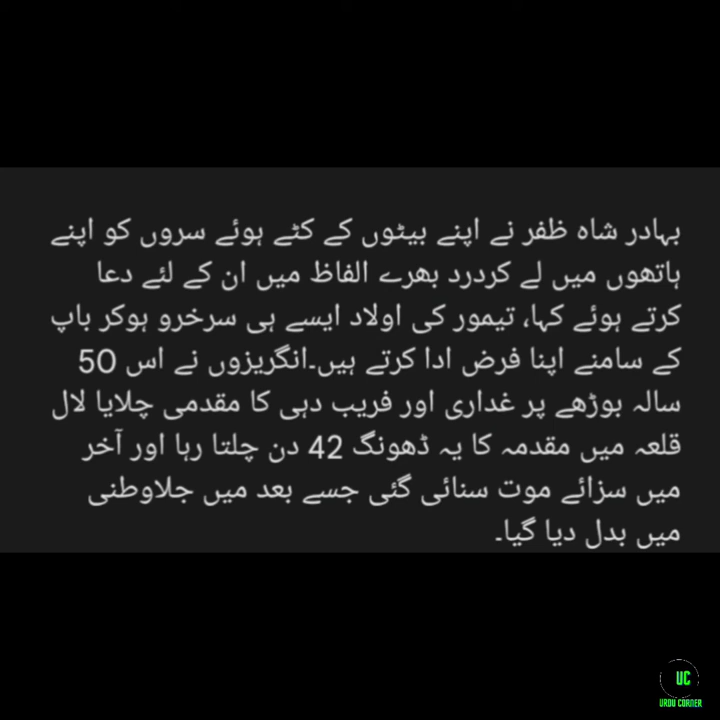 بہادر شاہ ظفر نے اپنے بیٹوں کے کٹے ہوئے سروں کو اپنے
ہاتھوں میں لے کردرد بھرے الفاظ میں ان کے لئے دعا
کرتے ہوئے کہا، تیمور کی اولاد ایسے ہی سرخرو ہوکر باپ
کے سامنے اپنا فرض ادا کرتے ہیں۔انگریزوں نے اس 50
سالہ بوڑھے پر غداری اور فریب دہی کا مقدمی چلایا لال
قلعہ میں مقدمہ کا یہ ڈھونگ 42 دن چلتا رہا اور آخر
میں سزائے موت سنائی گئی جسے بعد میں جلاوطنی
میں بدل دیا گیا۔
UC
URDU CORNER